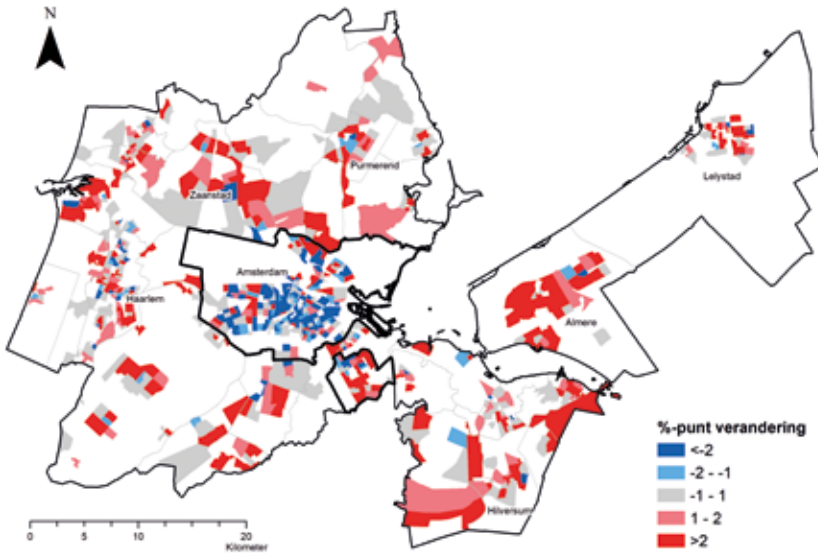 N
Purmerend
Zaanstad
Lelystad
Amsterdam
Haarlem
Almere
Hilversum
%-punt verandering
<-2
-2 - -1
-1 - 1
1 - 2
>2
0 5 10 20
Kilometer